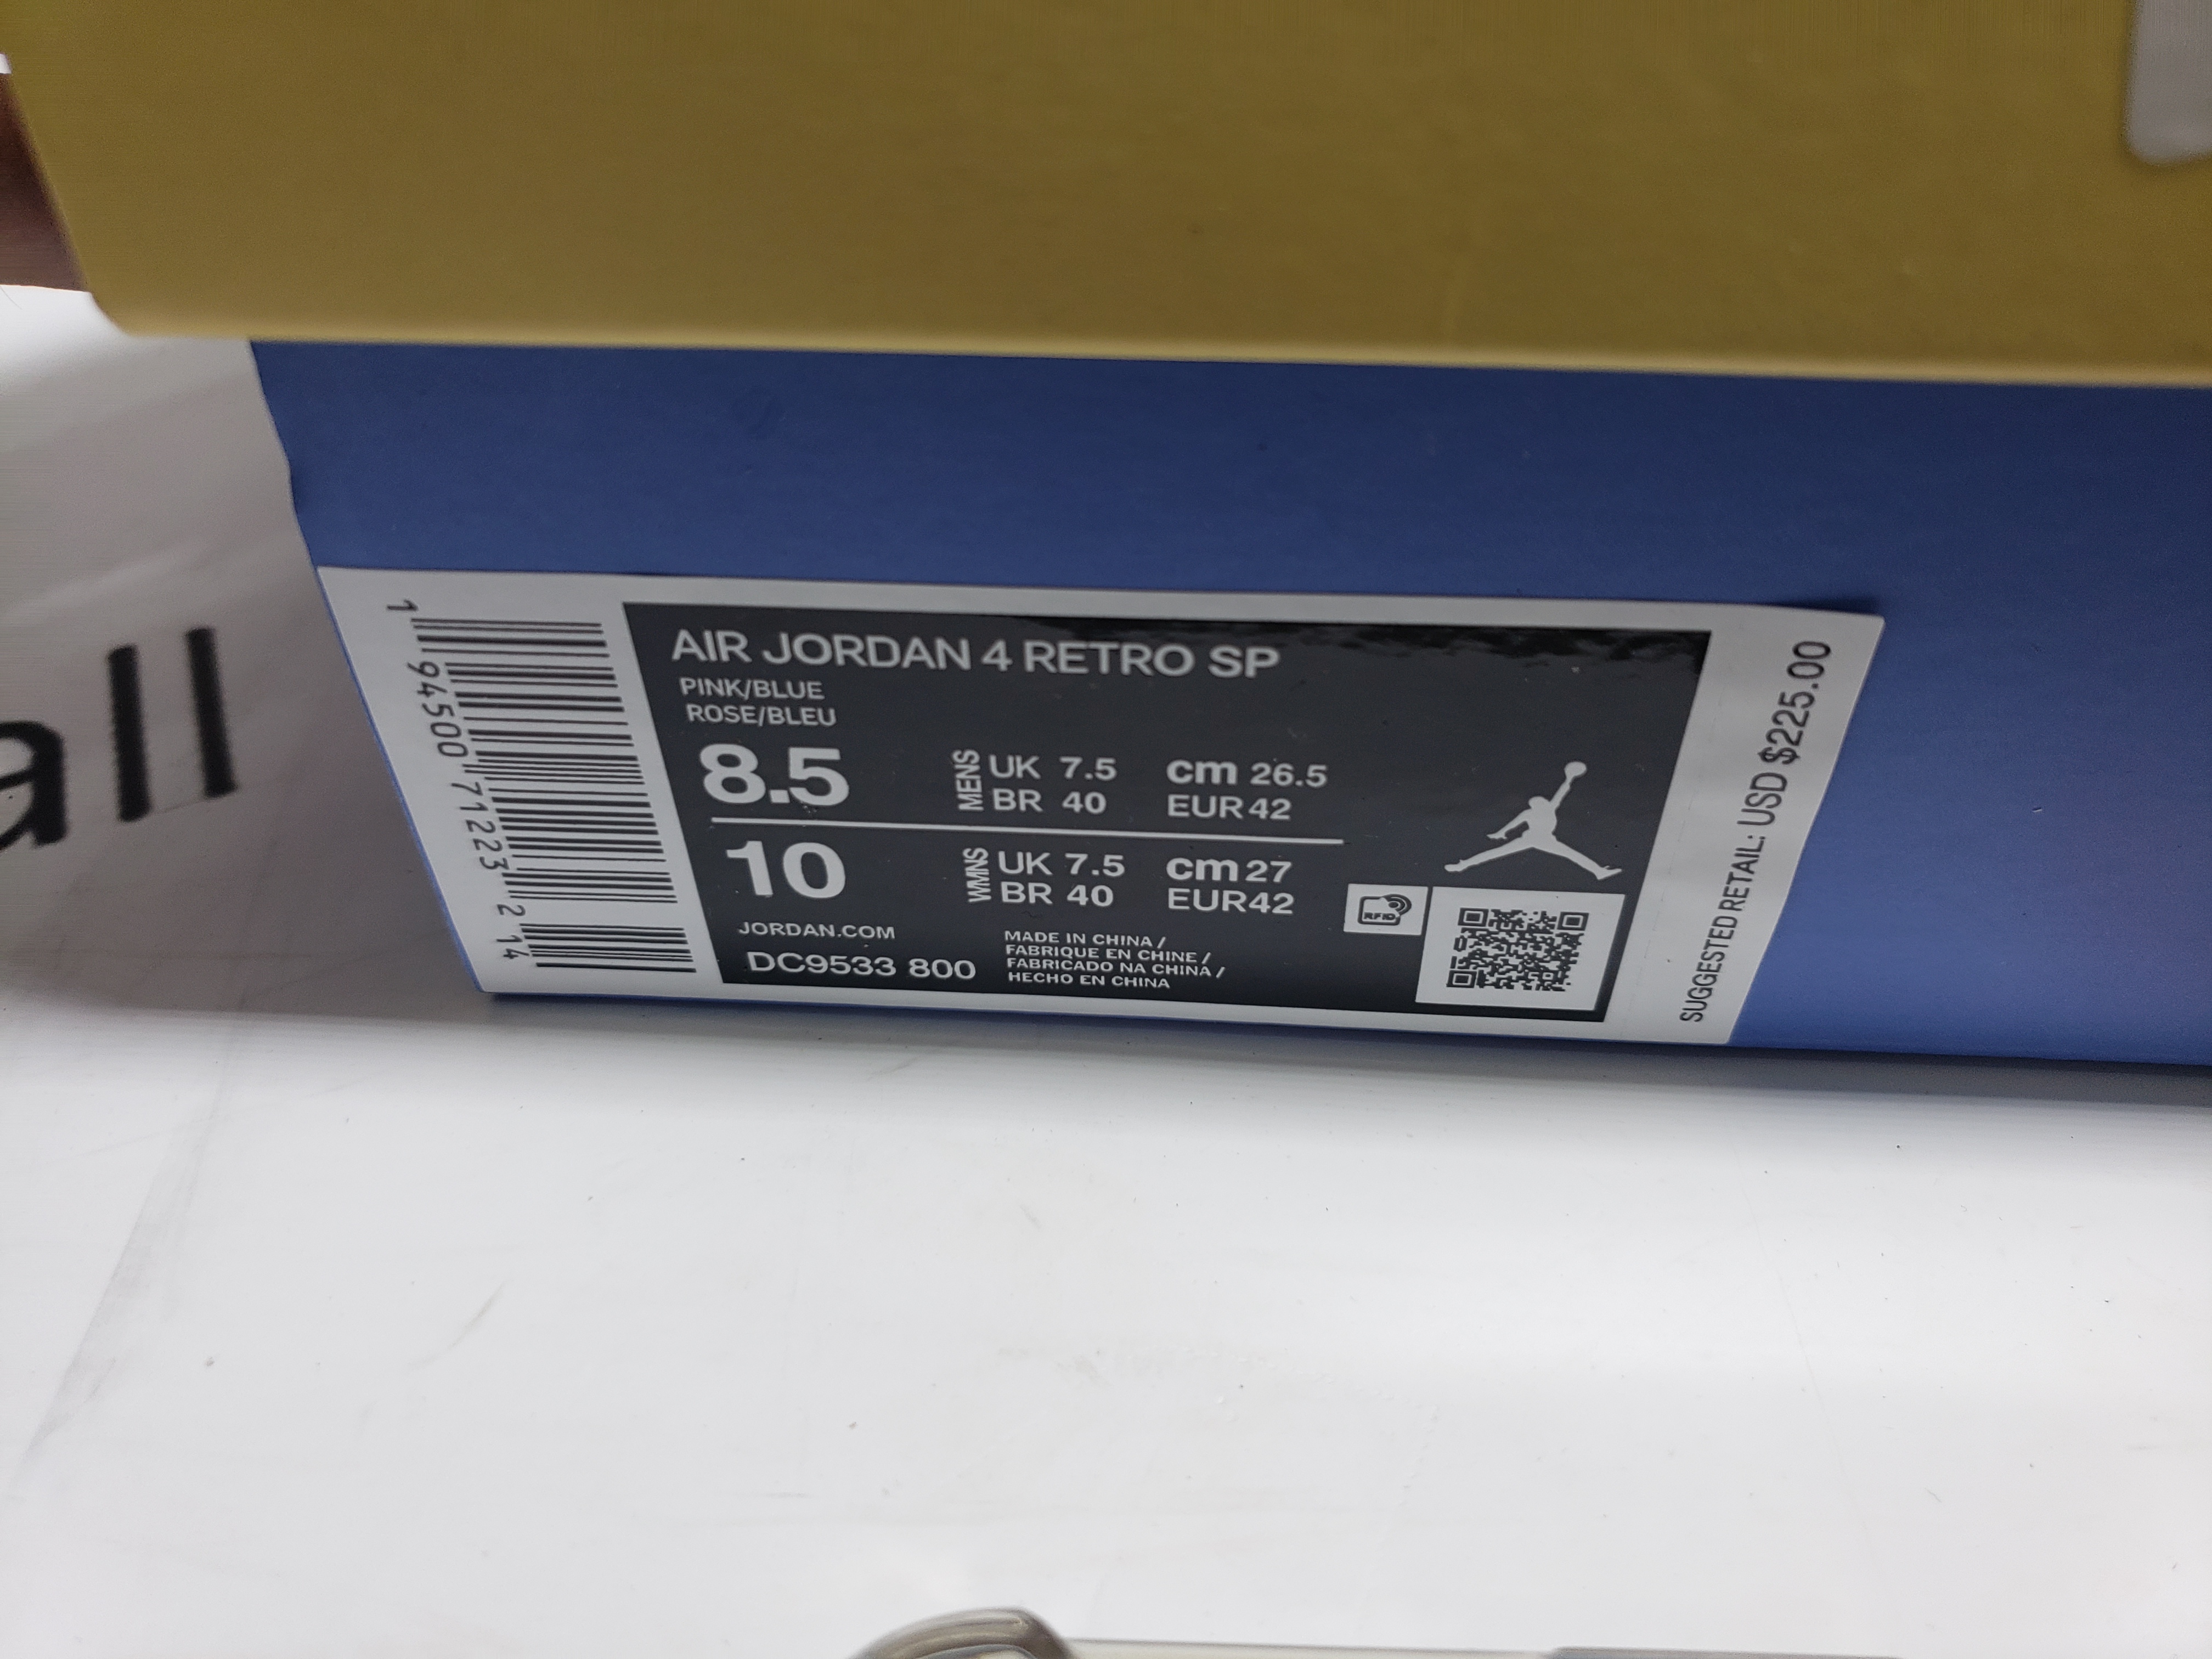 all
1 94500 71223 2 14
AIR JORDAN 4 RETRO SP
PINK/BLUE
ROSE/BLEU
8.5 MENS UK 7.5 cm 26.5
BR 40 EUR 42
10 WMNS UK 7.5 cm 27
BR 40 EUR 42
JORDAN.COM
DC9533 800
MADE IN CHINA /
FABRIQUE EN CHINE /
FABRICADO NA CHINA /
HECHO EN CHINA
RFID
SUGGESTED RETAIL: USD $225.00